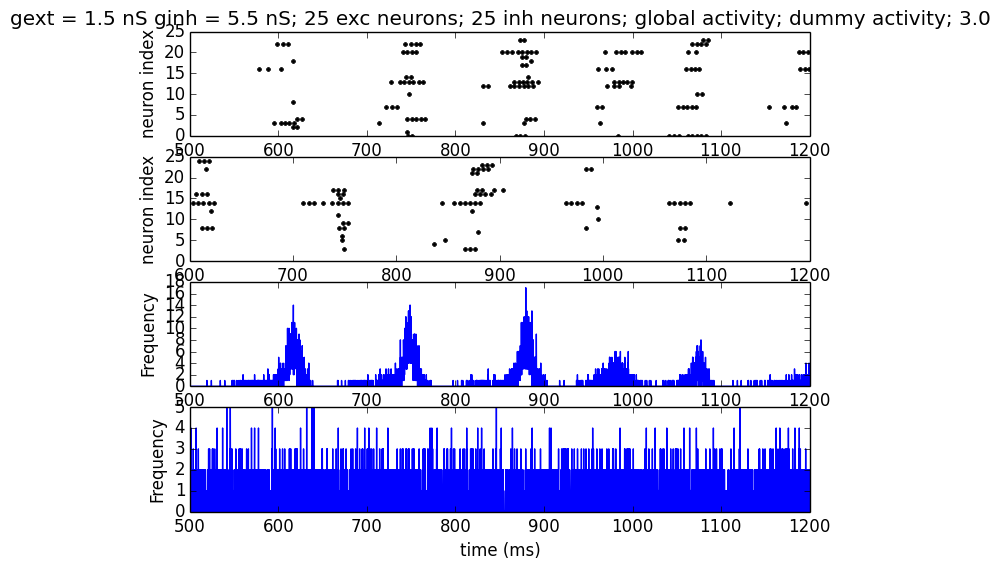 gext = 1.5 nS ginh = 5.5 nS; 25 exc neurons; 25 inh neurons; global activity; dummy activity; 3.0
25
20
15
10
5
0
neuron index
500 600 700 800 900 1000 1100 1200
25
20
15
10
5
0
neuron index
600 700 800 900 1000 1100 1200
18
16
14
12
10
8
6
4
2
0
Frequency
500 600 700 800 900 1000 1100 1200
5
4
3
2
1
0
Frequency
500 600 700 800 900 1000 1100 1200
time (ms)